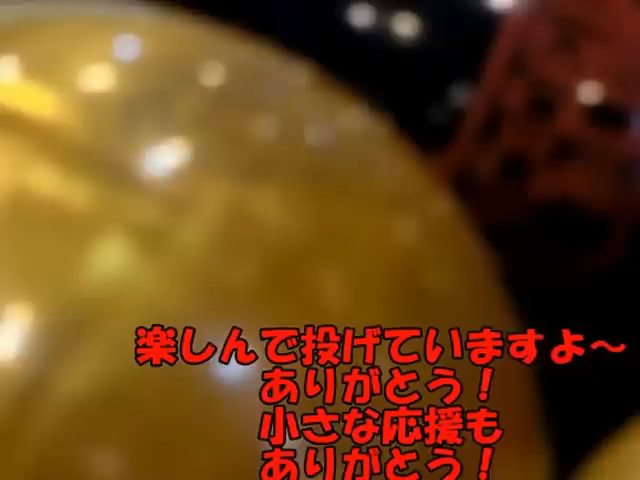 楽しんで投げていますよ～
ありがとう！
小さな応援も
ありがとう！